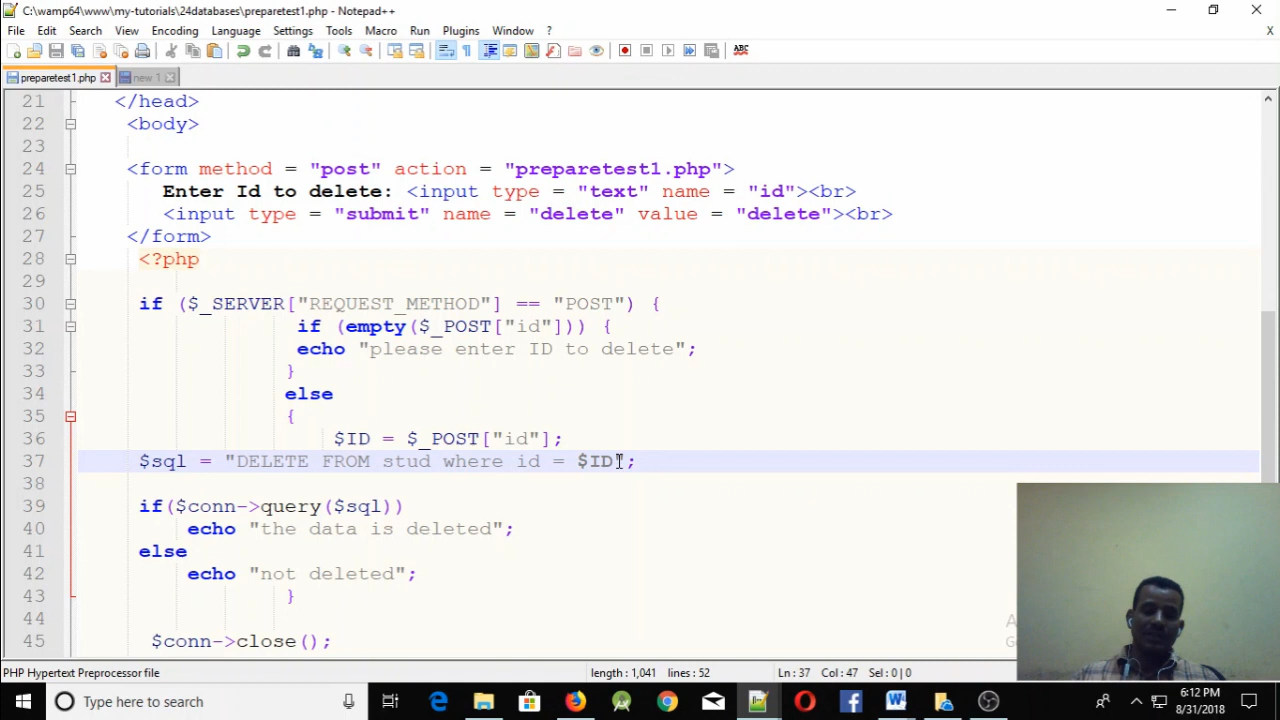 C:\wamp64\www\my-tutorials\24databases\preparetest1.php - Notepad++
File Edit Search View Encoding Language Settings Tools Macro Run Plugins Window ?
X
ABC
preparetest1.php new 1
21 </head>
22 <body>
23
24 <form method = "post" action = "preparetest1.php">
25 Enter Id to delete: <input type = "text" name = "id"><br>
26 <input type = "submit" name = "delete" value = "delete"><br>
27 </form>
28 <?php
29
30 if ($_SERVER["REQUEST_METHOD"] == "POST") {
31 if (empty($_POST["id"])) {
32 echo "please enter ID to delete";
33 }
34 else
35 {
36 $ID = $_POST["id"];
37 $sql = "DELETE FROM stud where id = $ID";
38
39 if($conn->query($sql))
40 echo "the data is deleted";
41 else
42 echo "not deleted";
43 }
44
45 $conn->close();
PHP Hypertext Preprocessor file length : 1,041 lines : 52 Ln : 37 Col : 47 Sel : 0 | 0
Type here to search
6:12 PM
8/31/2018